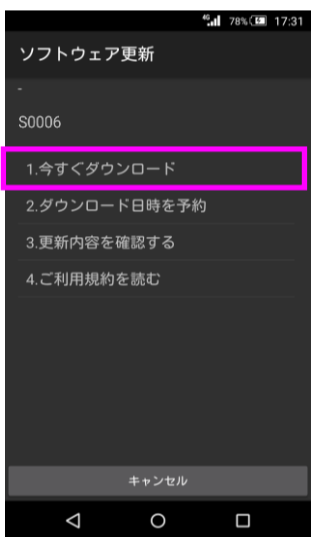 4G 78% 17:31
ソフトウェア更新
-
S0006
1.今すぐダウンロード
2.ダウンロード日時を予約
3.更新内容を確認する
4.ご利用規約を読む
キャンセル